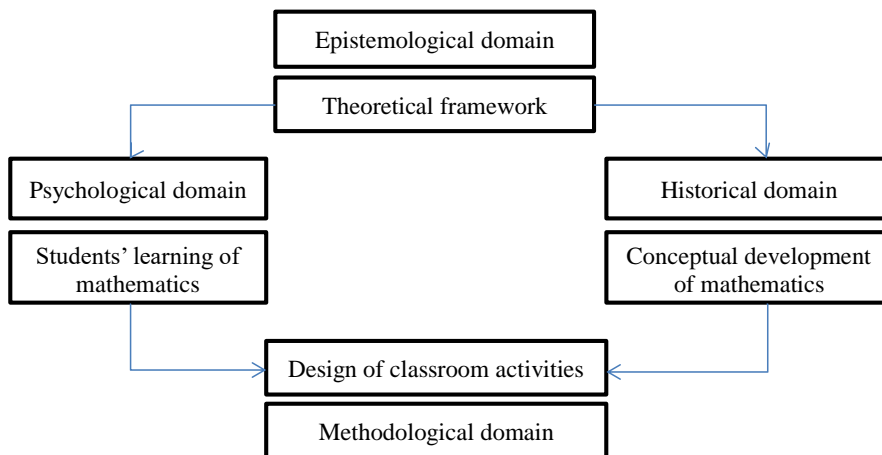 Epistemological domain
Theoretical framework
Psychological domain
Historical domain
Students’ learning of
mathematics
Conceptual development
of mathematics
Design of classroom activities
Methodological domain